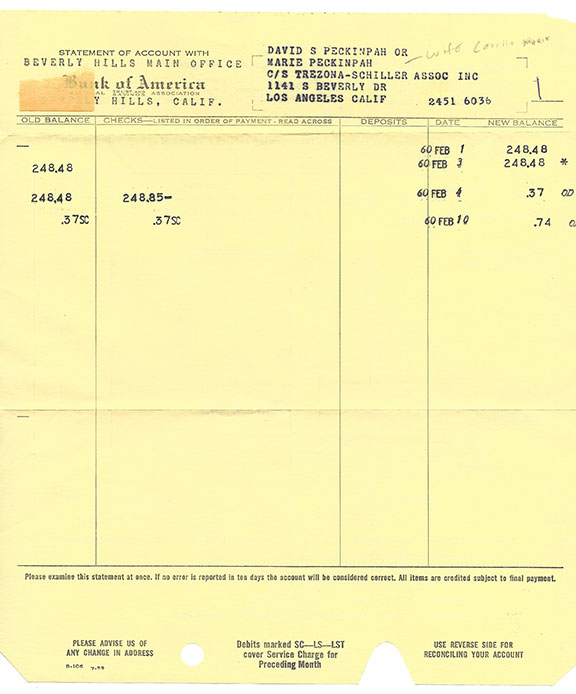 STATEMENT OF ACCOUNT WITH
BEVERLY HILLS MAIN OFFICE
Bank of America
ASSOCIATION
HILLS, CALIF.
DAVID S PECKINPAH OR
wife
MARIE PECKINPAH
C/S TREZONA-SCHILLER ASSOC INC
1141 S BEVERLY DR
LOS ANGELES CALIF 2451 6036
1
OLD BALANCE CHECKS—LISTED IN ORDER OF PAYMENT - READ ACROSS DEPOSITS DATE NEW BALANCE
60 FEB 1 248.48
248.48 60 FEB 3 248.48 *
248.48 248.85- 60 FEB 4 .37 OD
.37SC .37SC 60 FEB 10 .74
Please examine this statement at once. If no error is reported in ten days the account will be considered correct. All items are credited subject to final payment.
PLEASE ADVISE US OF
ANY CHANGE IN ADDRESS
B-106 7-59
Debits marked SC—LS—LST
cover Service Charge for
Preceding Month
USE REVERSE SIDE FOR
RECONCILING YOUR ACCOUNT